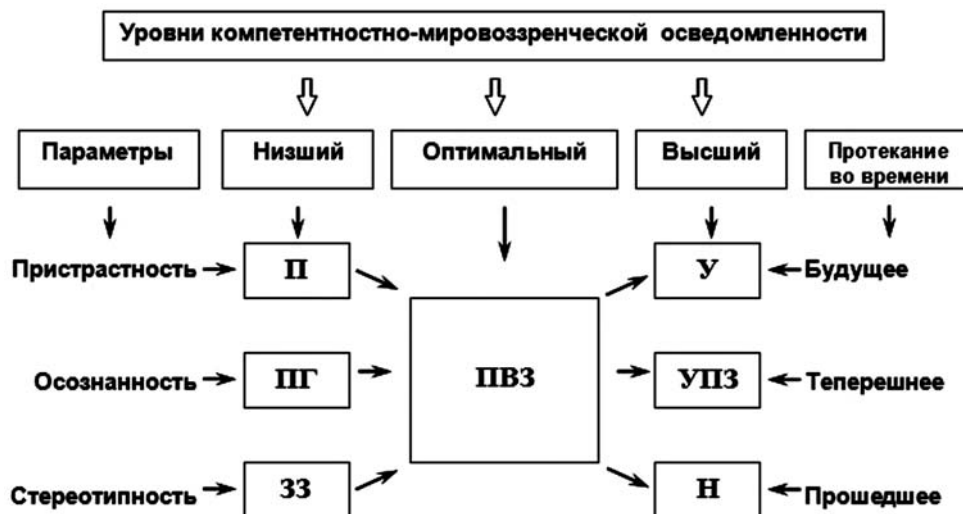 Уровни компетентностно-мировоззренческой осведомленности
Параметры
Низший
Оптимальный
Высший
Протекание
во времени
Пристрастность
П
У
Будущее
Осознанность
ПГ
ПВЗ
УПЗ
Теперешнее
Стереотипность
ЗЗ
Н
Прошедшее